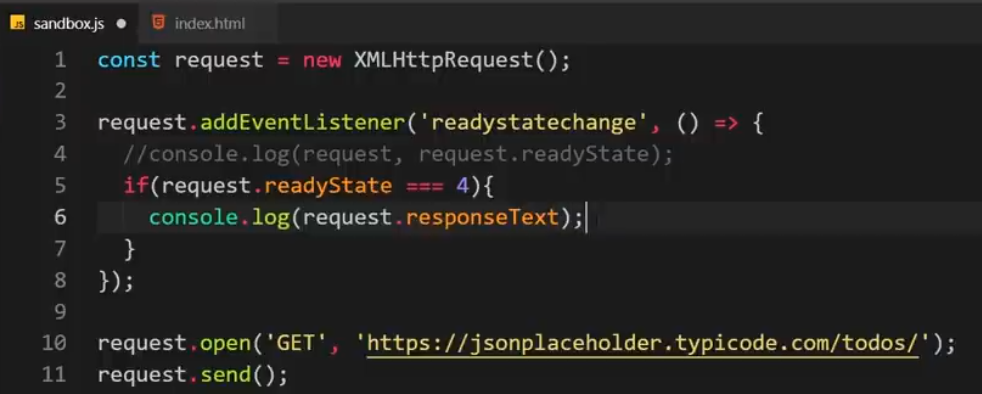 JS sandbox.js ● 5 index.html
1 const request = new XMLHttpRequest();
2
3 request.addEventListener('readystatechange', () => {
4   //console.log(request, request.readyState);
5   if(request.readyState === 4){
6     console.log(request.responseText);
7   }
8 });
9
10 request.open('GET', 'https://jsonplaceholder.typicode.com/todos/');
11 request.send();